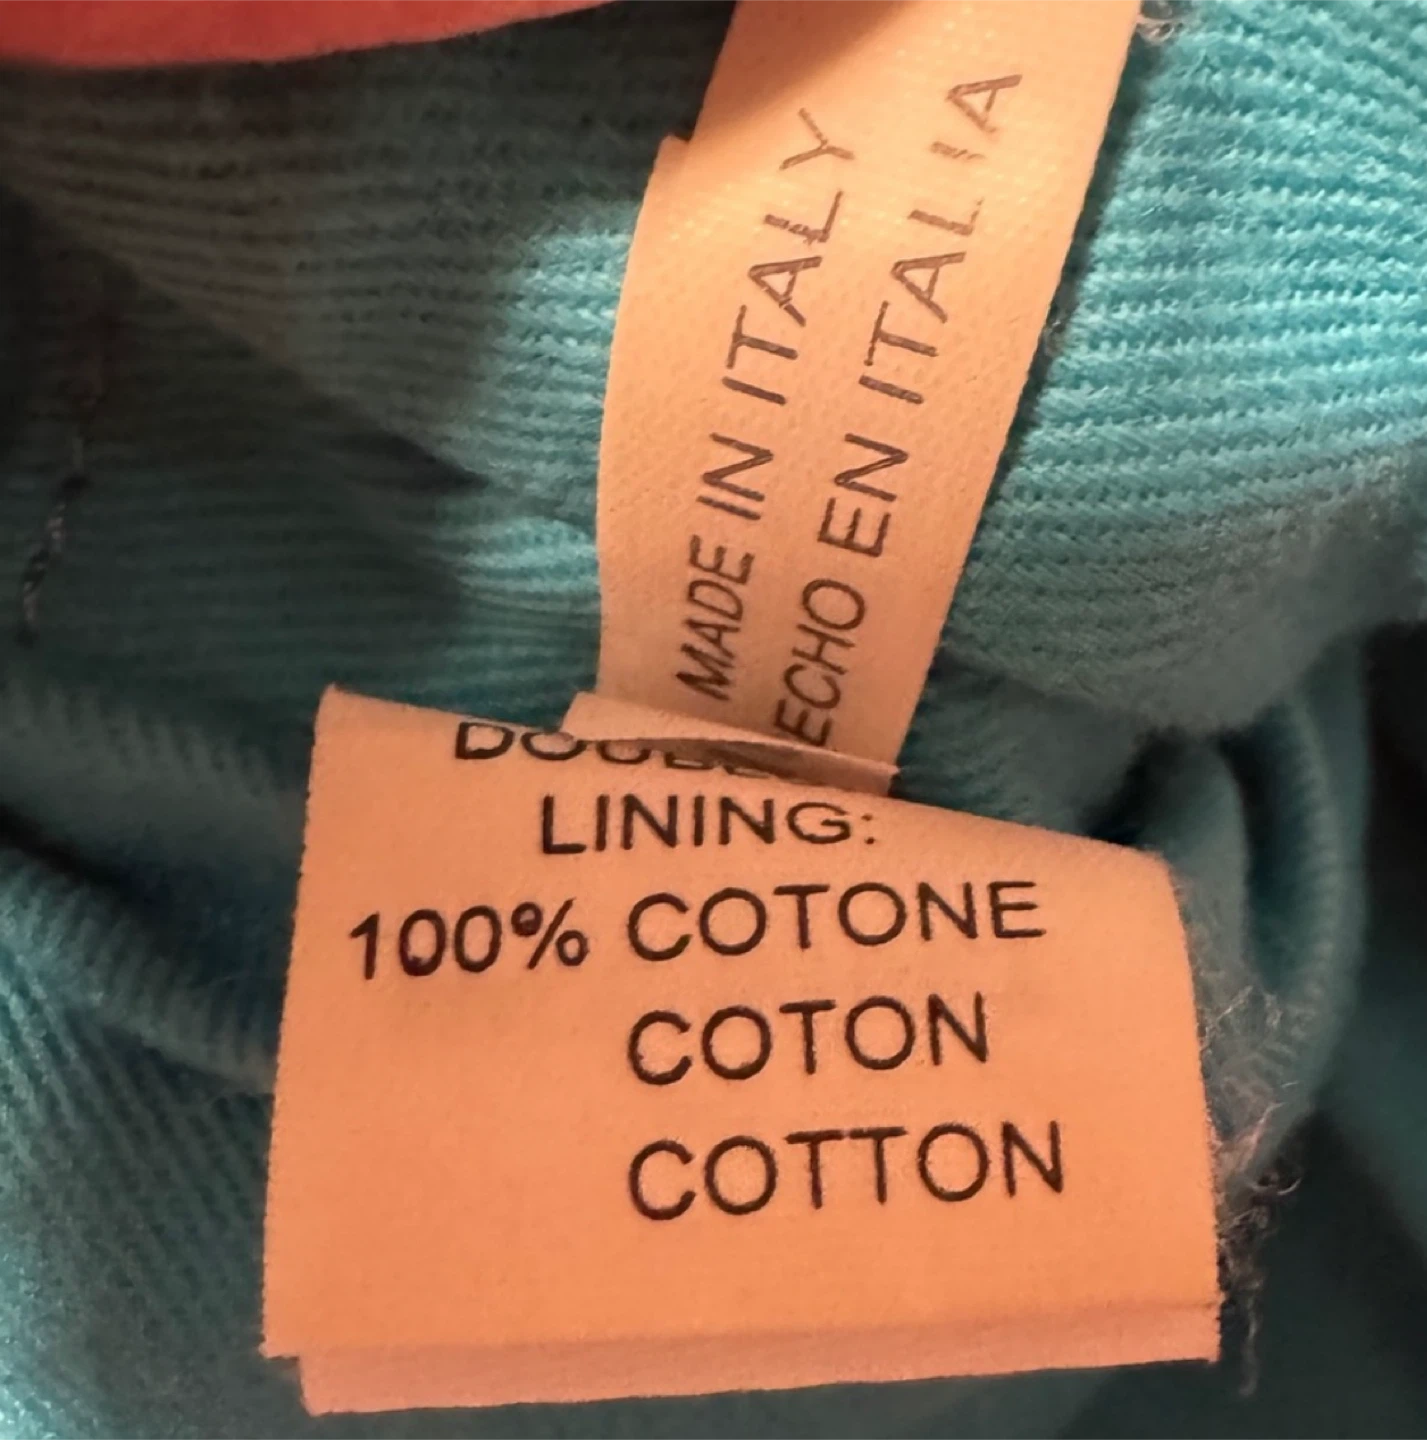 MADE IN ITALY
ECHO EN ITALIA
LINING:
100% COTONE
COTON
COTTON